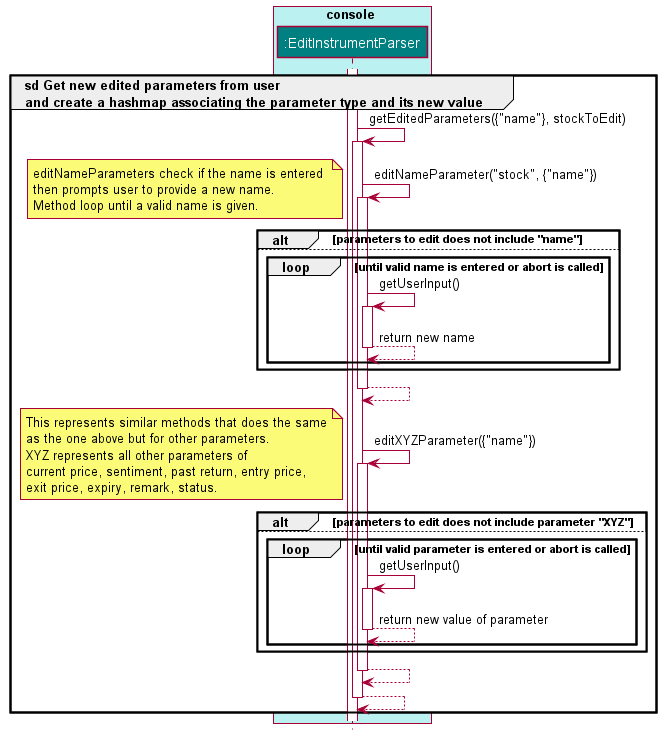 console
:EditInstrumentParser
sd Get new edited parameters from user
and create a hashmap associating the parameter type and its new value
getEditedParameters({"name"}, stockToEdit)
editNameParameters check if the name is entered
then prompts user to provide a new name.
Method loop until a valid name is given.
editNameParameter("stock", {"name"})
alt [parameters to edit does not include "name"]
loop [until valid name is entered or abort is called]
getUserInput()
return new name
This represents similar methods that does the same
as the one above but for other parameters.
XYZ represents all other parameters of
current price, sentiment, past return, entry price,
exit price, expiry, remark, status.
editXYZParameter({"name"})
alt [parameters to edit does not include parameter "XYZ"]
loop [until valid parameter is entered or abort is called]
getUserInput()
return new value of parameter